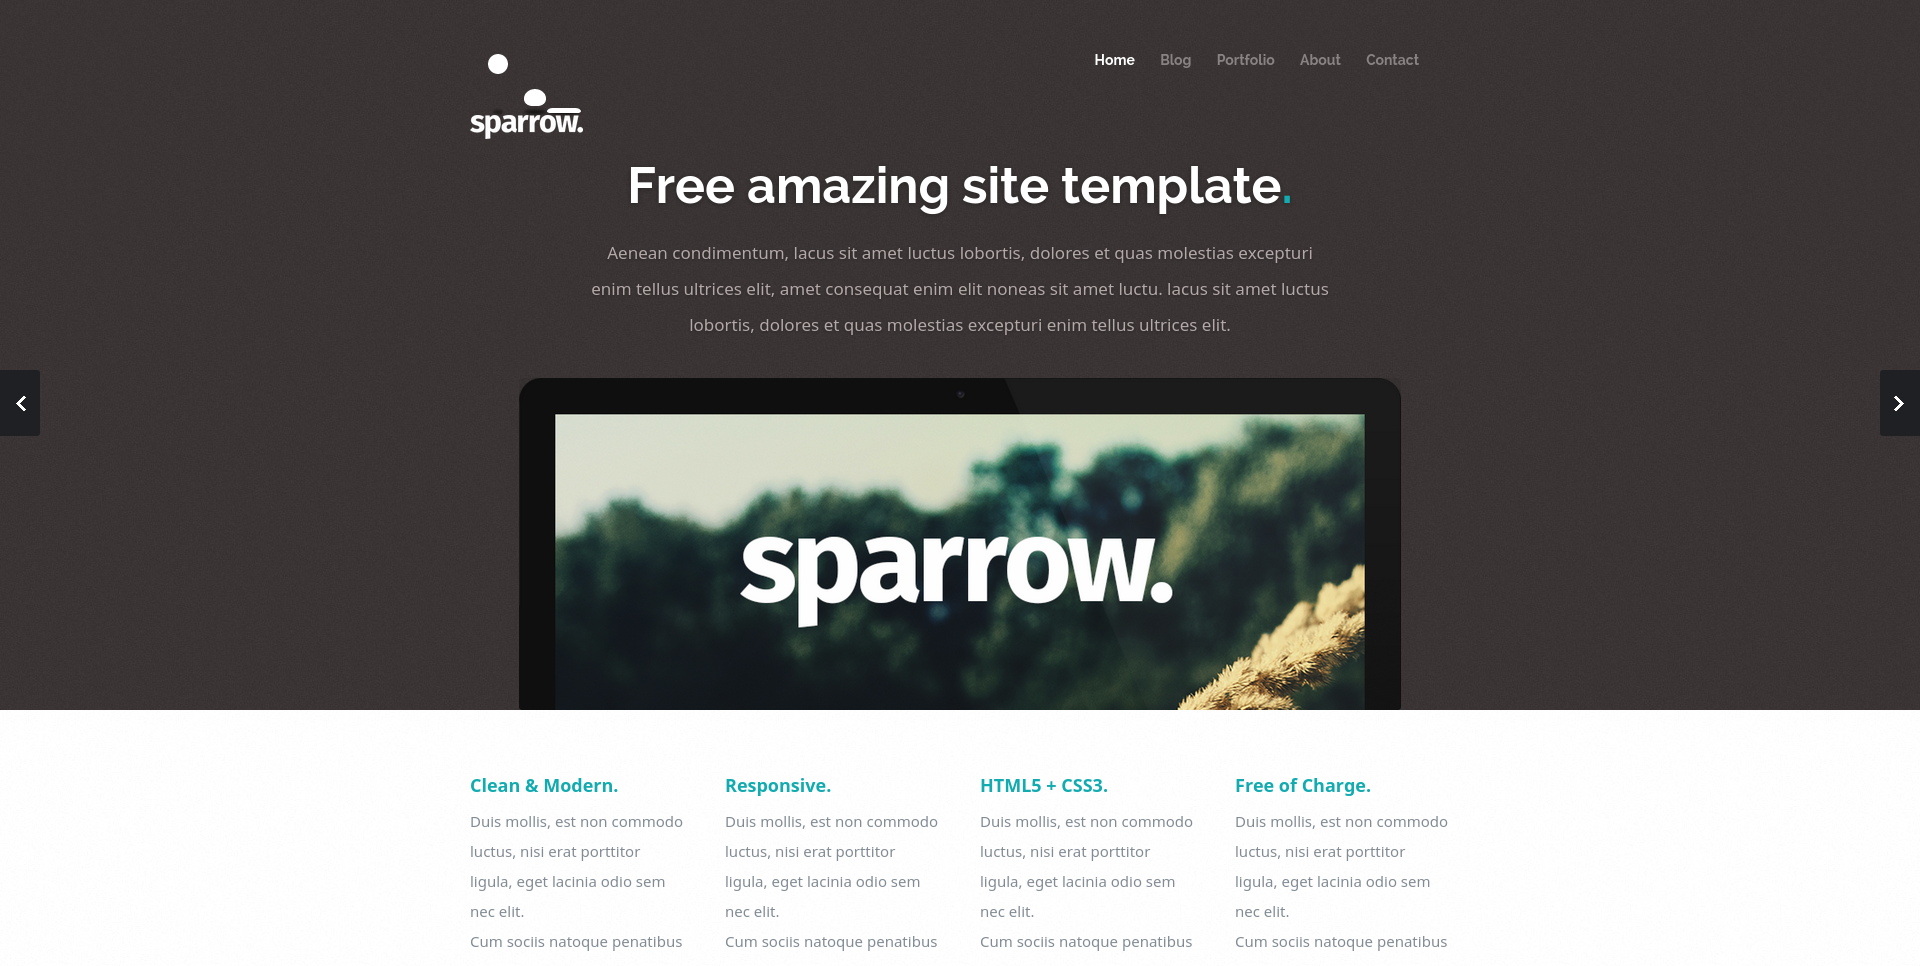 Home Blog Portfolio About Contact
sparrow.
Free amazing site template.
Aenean condimentum, lacus sit amet luctus lobortis, dolores et quas molestias excepturi
enim tellus ultrices elit, amet consequat enim elit noneas sit amet luctu. lacus sit amet luctus
lobortis, dolores et quas molestias excepturi enim tellus ultrices elit.
sparrow.
Clean & Modern.
Duis mollis, est non commodo
luctus, nisi erat porttitor
ligula, eget lacinia odio sem
nec elit.
Cum sociis natoque penatibus
Responsive.
Duis mollis, est non commodo
luctus, nisi erat porttitor
ligula, eget lacinia odio sem
nec elit.
Cum sociis natoque penatibus
HTML5 + CSS3.
Duis mollis, est non commodo
luctus, nisi erat porttitor
ligula, eget lacinia odio sem
nec elit.
Cum sociis natoque penatibus
Free of Charge.
Duis mollis, est non commodo
luctus, nisi erat porttitor
ligula, eget lacinia odio sem
nec elit.
Cum sociis natoque penatibus